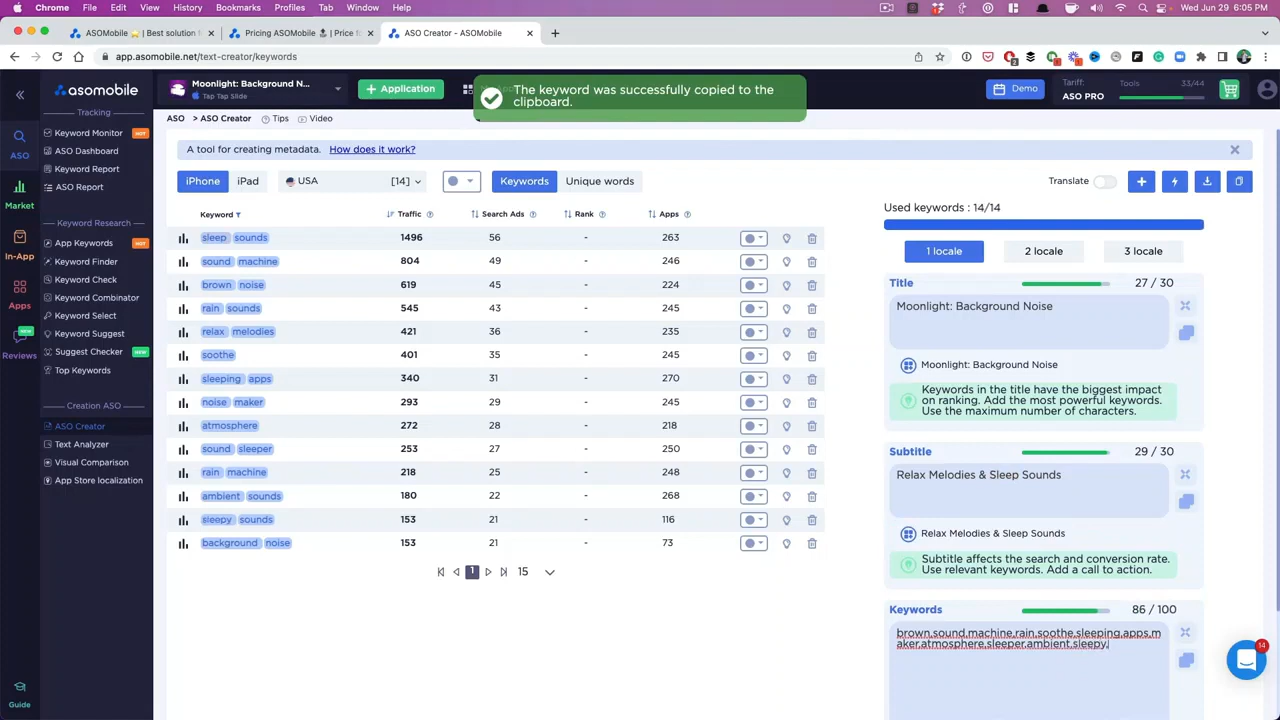 Chrome File Edit View History Bookmarks Profiles Tab Window Help
Wed Jun 29 6:05 PM
ASOMobile ⭐ | Best solution
Pricing ASOMobile | Price fo
ASO Creator - ASOMobile
app.asomobile.net/text-creator/keywords
asomobile
Moonlight: Background N...
Tap Tap Slide
+ Application
The keyword was successfully copied to the
clipboard.
Demo
Tariff:
ASO PRO
Tools 33/44
ASO > ASO Creator Tips Video
A tool for creating metadata. How does it work?
ASO
Market
In-App
Apps
NEW
Reviews
Guide
Tracking
Keyword Monitor HOT
ASO Dashboard
Keyword Report
ASO Report
Keyword Research
App Keywords HOT
Keyword Finder
Keyword Check
Keyword Combinator
Keyword Select
Keyword Suggest
Suggest Checker NEW
Top Keywords
Creation ASO
ASO Creator
Text Analyzer
Visual Comparison
App Store localization
iPhone iPad USA [14] Keywords Unique words Translate
Keyword Traffic Search Ads Rank Apps
sleep sounds 1496 56 - 263
sound machine 804 49 - 246
brown noise 619 45 - 224
rain sounds 545 43 - 245
relax melodies 421 36 - 235
soothe 401 35 - 245
sleeping apps 340 31 - 270
noise maker 293 29 - 245
atmosphere 272 28 - 218
sound sleeper 253 27 - 250
rain machine 218 25 - 248
ambient sounds 180 22 - 268
sleepy sounds 153 21 - 116
background noise 153 21 - 73
1 15
Used keywords : 14/14
1 locale 2 locale 3 locale
Title 27 / 30
Moonlight: Background Noise
Moonlight: Background Noise
Keywords in the title have the biggest impact
on ranking. Add the most powerful keywords.
Use the maximum number of characters.
Subtitle 29 / 30
Relax Melodies & Sleep Sounds
Relax Melodies & Sleep Sounds
Subtitle affects the search and conversion rate.
Use relevant keywords. Add a call to action.
Keywords 86 / 100
brown,sound,machine,rain,soothe,sleeping,apps,m
aker,atmosphere,sleeper,ambient,sleepy,
14